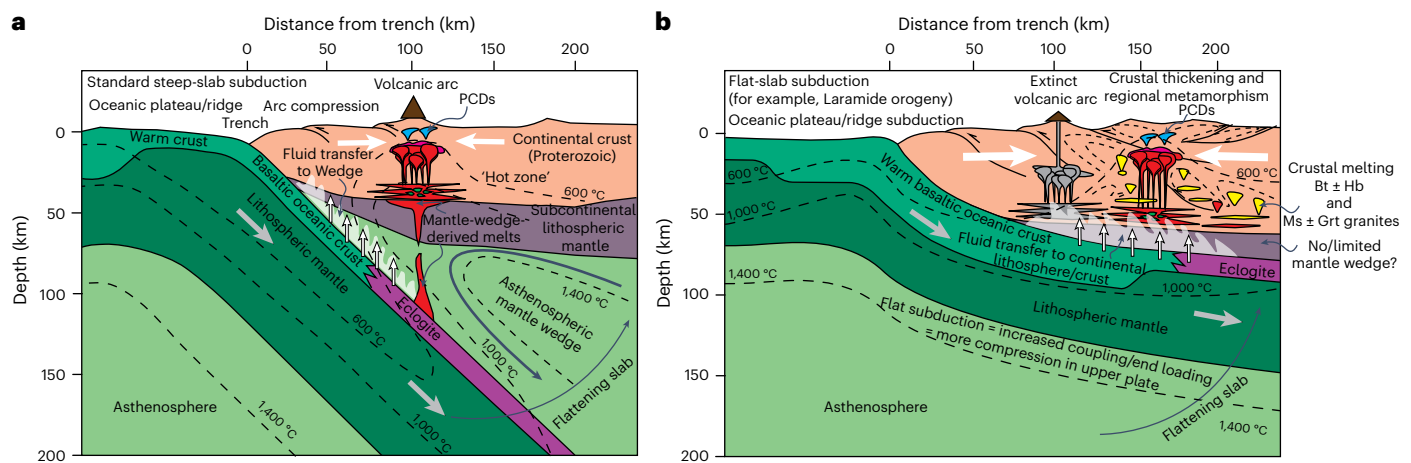 a
Distance from trench (km)
0 50 100 150 200
Standard steep-slab subduction
Volcanic arc
Oceanic plateau/ridge
Arc compression
PCDs
Trench
Depth (km)
0
50
100
150
200
Warm crust
Continental crust
(Proterozoic)
Fluid transfer
to Wedge
'Hot zone'
600 °C
Basaltic oceanic crust
Lithospheric mantle
Mantle-wedge-
derived melts
Subcontinental
lithospheric
mantle
1,400 °C
Asthenospheric
mantle wedge
Eclogite
600 °C
1,000 °C
Flattening slab
Asthenosphere
1,400 °C
1,000 °C
b
Distance from trench (km)
0 50 100 150 200
Flat-slab subduction
(for example, Laramide orogeny)
Oceanic plateau/ridge subduction
Extinct
volcanic arc
Crustal thickening and
regional metamorphism
PCDs
Depth (km)
0
50
100
150
200
600 °C
1,000 °C
1,400 °C
Warm basaltic oceanic crust
Fluid transfer to continental
lithosphere/crust
600 °C
Crustal melting
Bt ± Hb
and
Ms ± Grt granites
No/limited
mantle wedge?
Eclogite
1,000 °C
Lithospheric mantle
Flat subduction = increased coupling/end loading
= more compression in upper plate
Flattening slab
Asthenosphere
1,400 °C